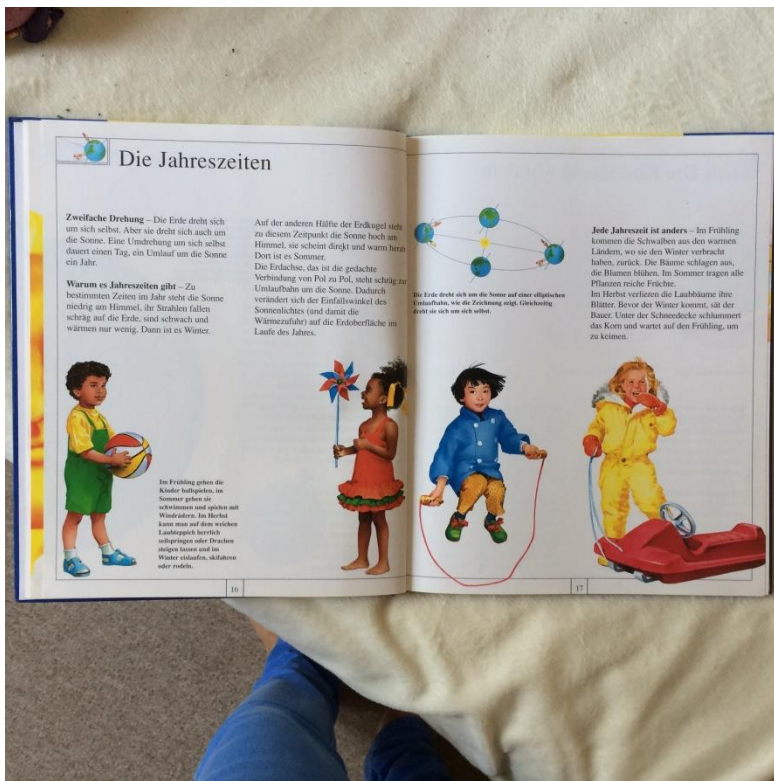 Die Jahreszeiten
Zweifache Drehung – Die Erde dreht sich
um sich selbst. Aber sie dreht sich auch um
die Sonne. Eine Umdrehung um sich selbst
dauert einen Tag, ein Umlauf um die Sonne
ein Jahr.
Warum es Jahreszeiten gibt – Zu
bestimmten Zeiten im Jahr steht die Sonne
niedrig am Himmel, ihr Strahlen fallen
schräg auf die Erde, sind schwach und
wärmen nur wenig. Dann ist es Winter.
Auf der anderen Hälfte der Erdkugel steht
zu diesem Zeitpunkt die Sonne hoch am
Himmel, sie scheint direkt und warm herab.
Dort ist es Sommer.
Die Erdachse, das ist die gedachte
Verbindung von Pol zu Pol, steht schräg zur
Umlaufbahn um die Sonne. Dadurch
verändert sich der Einfallswinkel des
Sonnenlichtes (und damit die
Wärmezufuhr) auf die Erdoberfläche im
Laufe des Jahres.
Im Frühling gehen die
Kinder ballspielen, im
Sommer gehen sie
schwimmen und spielen mit
Windrädern. Im Herbst
kann man auf dem weichen
Laubteppich herrlich
seilspringen oder Drachen
steigen lassen und im
Winter eislaufen, skifahren
oder rodeln.
16
Die Erde dreht sich um die Sonne auf einer elliptischen
Umlaufbahn, wie die Zeichnung zeigt. Gleichzeitig
dreht sie sich um sich selbst.
Jede Jahreszeit ist anders – Im Frühling
kommen die Schwalben aus den warmen
Ländern, wo sie den Winter verbracht
haben, zurück. Die Bäume schlagen aus,
die Blumen blühen. Im Sommer tragen alle
Pflanzen reiche Früchte.
Im Herbst verlieren die Laubbäume ihre
Blätter. Bevor der Winter kommt, sät der
Bauer. Unter der Schneedecke schlummert
das Korn und wartet auf den Frühling, um
zu keimen.
17